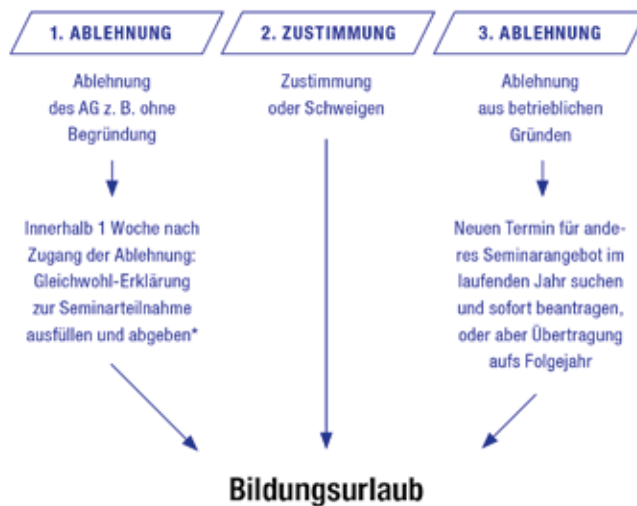 1. ABLEHNUNG
Ablehnung
des AG z. B. ohne
Begründung
Innerhalb 1 Woche nach
Zugang der Ablehnung:
Gleichwohl-Erklärung
zur Seminarteilnahme
ausfüllen und abgeben*
2. ZUSTIMMUNG
Zustimmung
oder Schweigen
3. ABLEHNUNG
Ablehnung
aus betrieblichen
Gründen
Neuen Termin für ande-
res Seminarangebot im
laufenden Jahr suchen
und sofort beantragen,
oder aber Übertragung
aufs Folgejahr
Bildungsurlaub